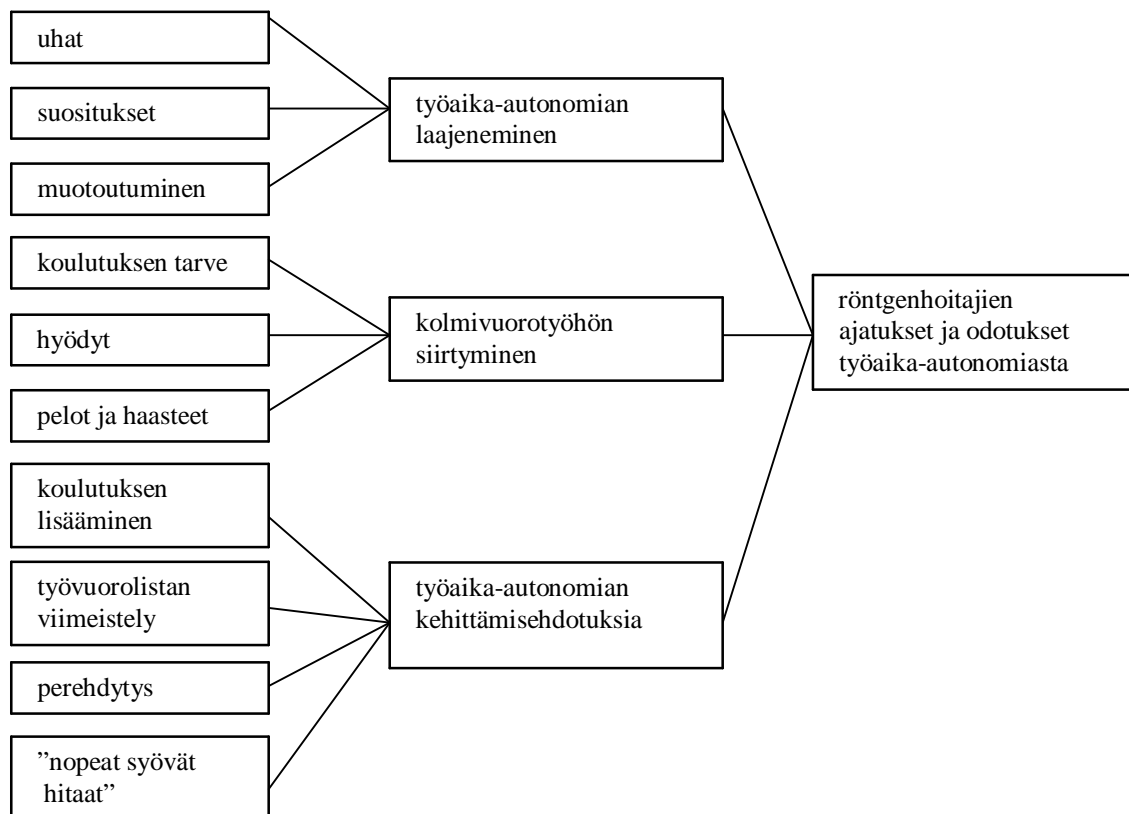 uhat
suositukset
muotoutuminen
koulutuksen tarve
hyödyt
pelot ja haasteet
koulutuksen
lisääminen
työvuorolistan
viimeistely
perehdytys
”nopeat syövät
hitaat”
työaika-autonomian
laajeneminen
kolmivuorotyöhön
siirtyminen
työaika-autonomian
kehittämisehdotuksia
röntgenhoitajien
ajatukset ja odotukset
työaika-autonomiasta